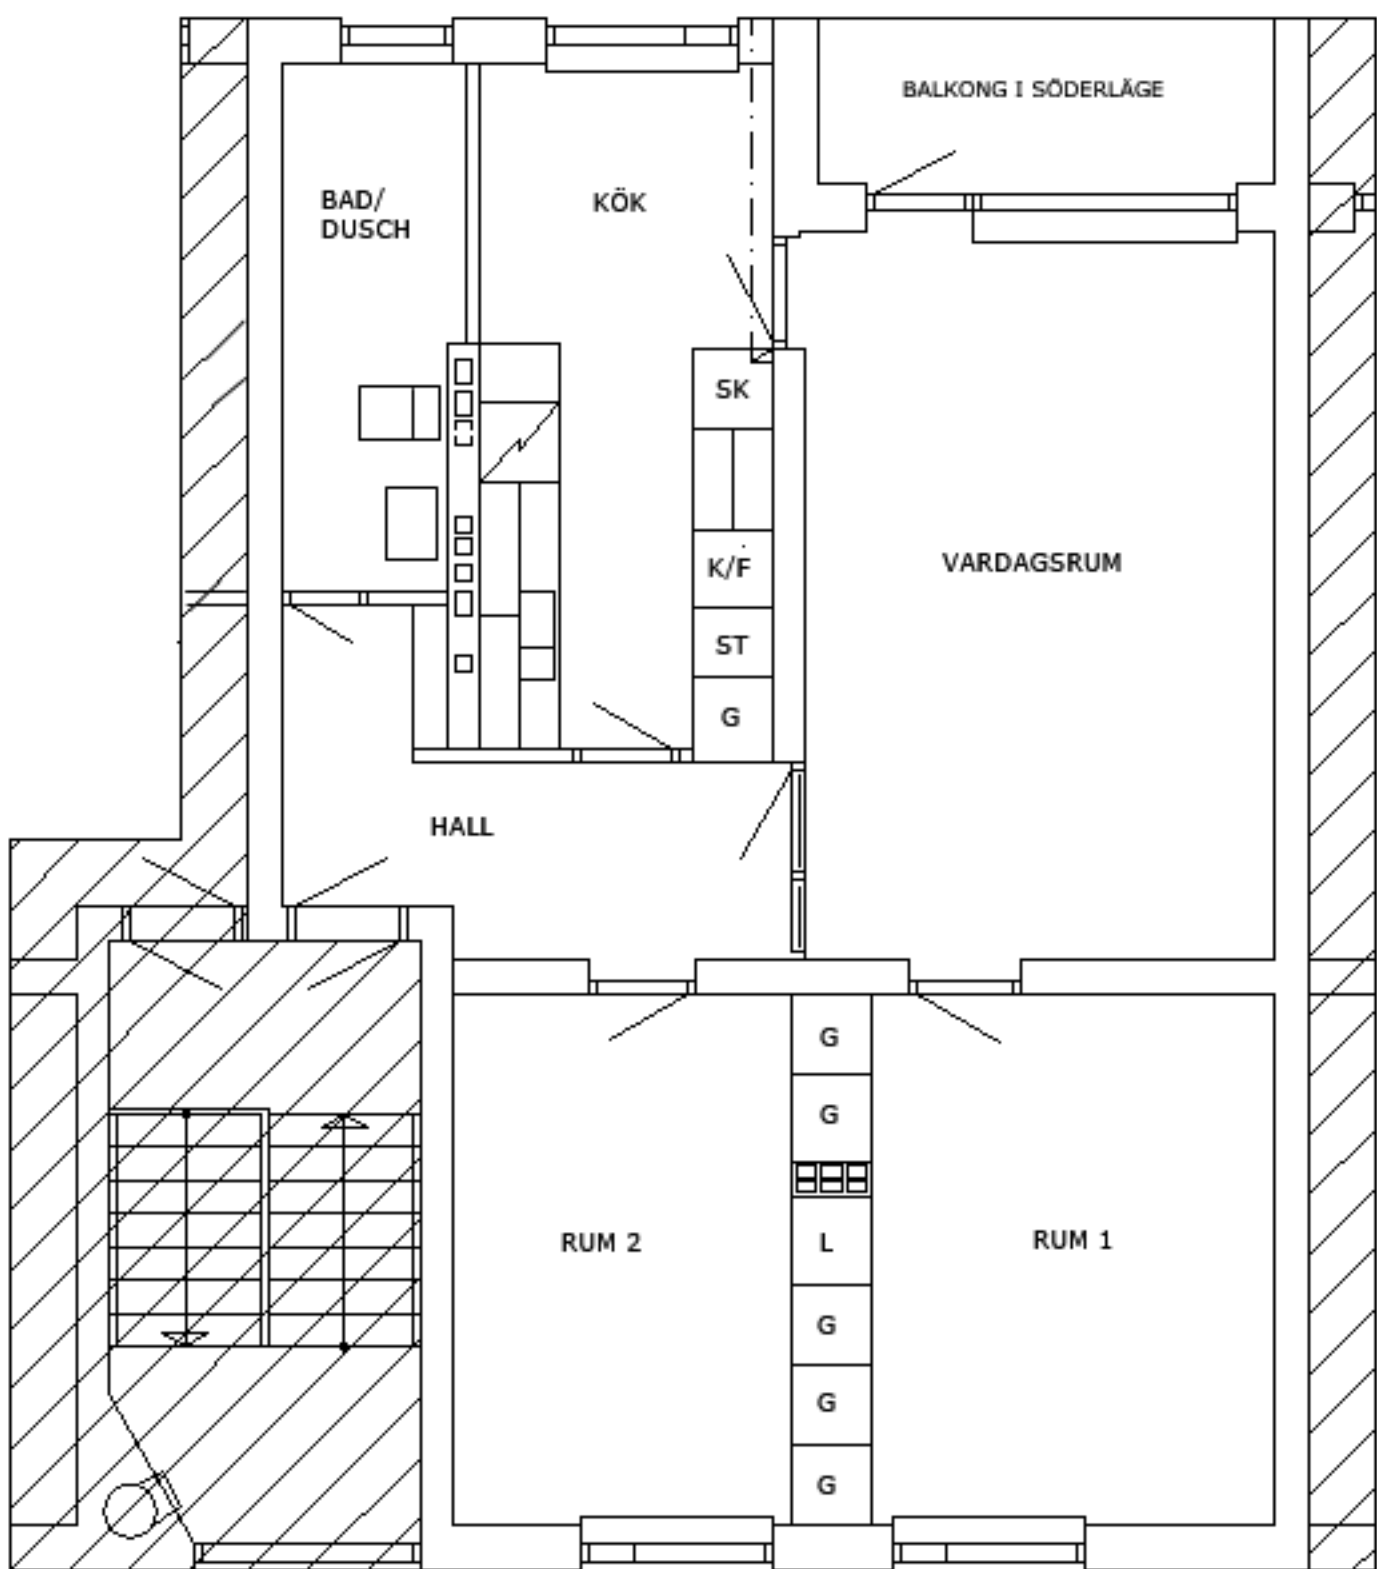 BALKONG I SÖDERLÄGE
BAD/
DUSCH
KÖK
SK
K/F
ST
G
VARDAGSRUM
HALL
G
G
L
G
G
G
RUM 2
RUM 1